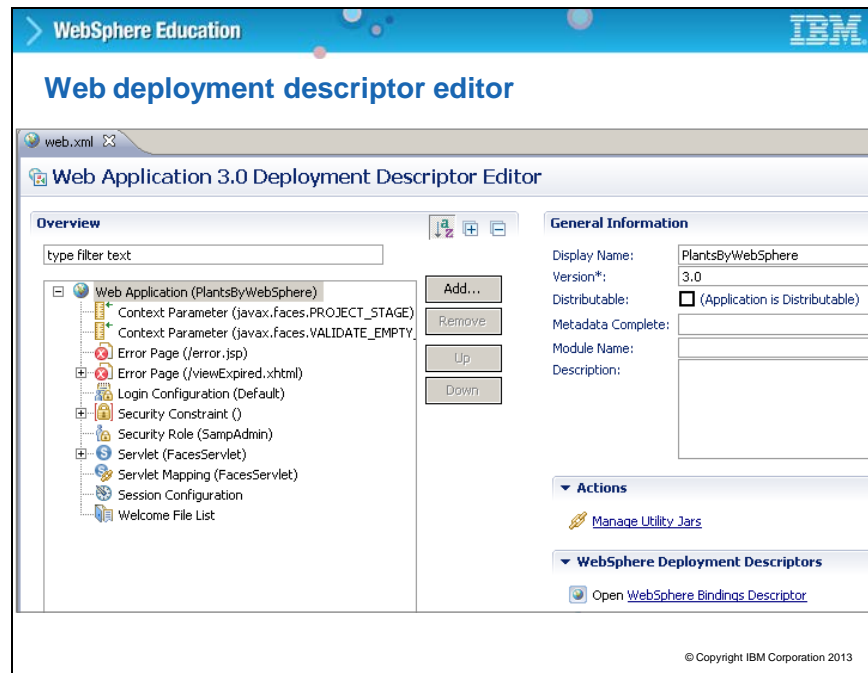 WebSphere Education
IBM
Web deployment descriptor editor
web.xml
Web Application 3.0 Deployment Descriptor Editor
Overview
type filter text
Web Application (PlantsByWebSphere)
Context Parameter (javax.faces.PROJECT_STAGE)
Context Parameter (javax.faces.VALIDATE_EMPTY_
Error Page (/error.jsp)
Error Page (/viewExpired.xhtml)
Login Configuration (Default)
Security Constraint ()
Security Role (SampAdmin)
Servlet (FacesServlet)
Servlet Mapping (FacesServlet)
Session Configuration
Welcome File List
Add...
Remove
Up
Down
General Information
Display Name: PlantsByWebSphere
Version*: 3.0
Distributable: (Application is Distributable)
Metadata Complete:
Module Name:
Description:
Actions
Manage Utility Jars
WebSphere Deployment Descriptors
Open WebSphere Bindings Descriptor
© Copyright IBM Corporation 2013